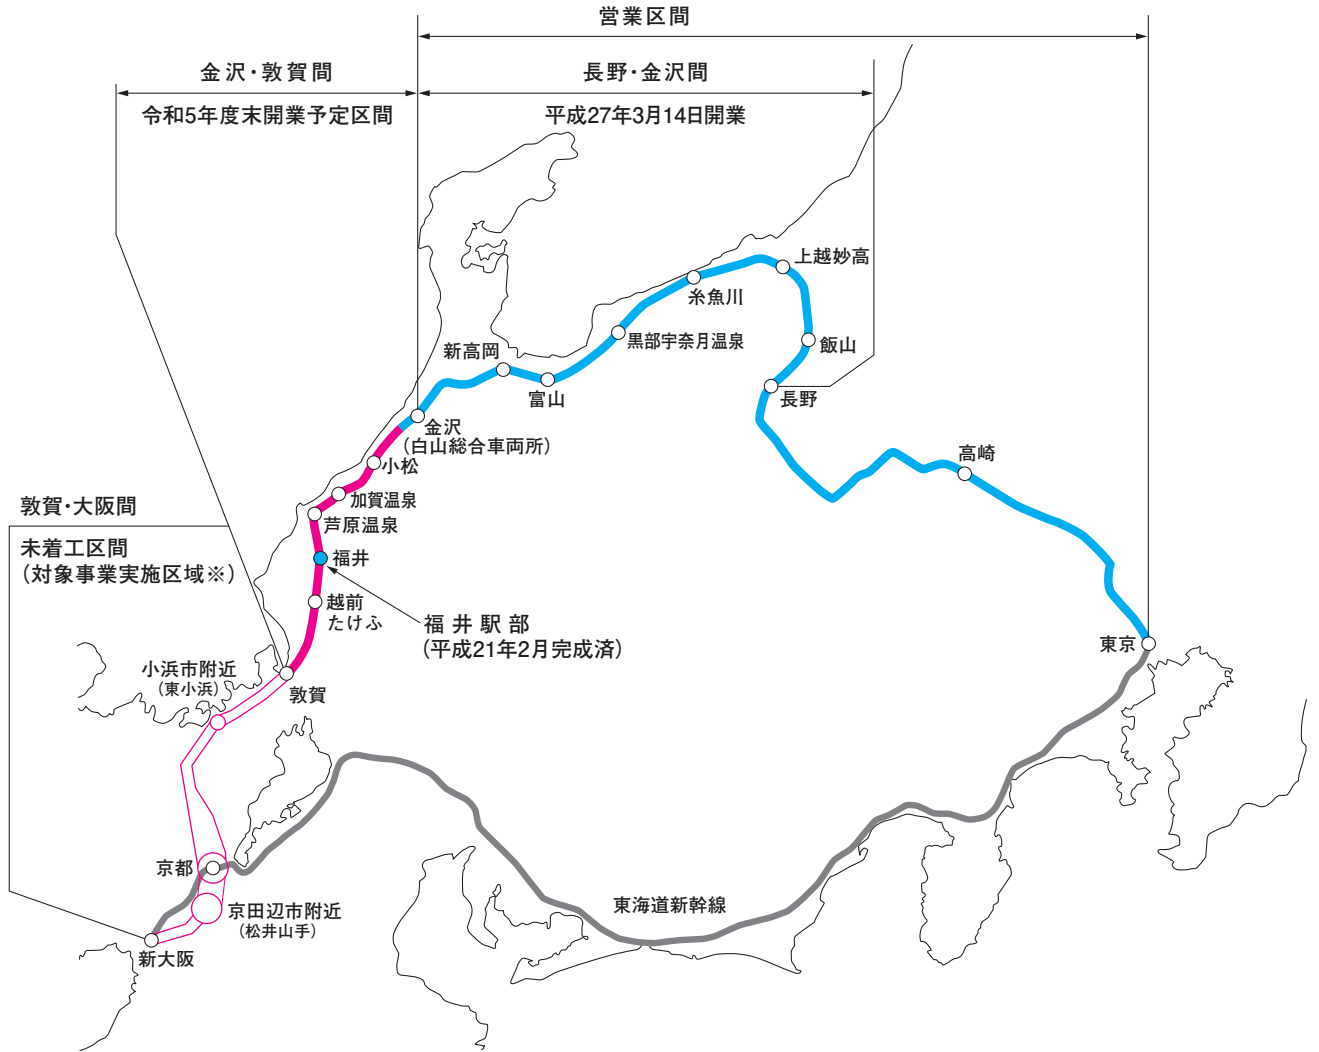 営業区間
金沢・敦賀間
長野・金沢間
令和5年度末開業予定区間
平成27年3月14日開業
上越妙高
糸魚川
黒部宇奈月温泉
飯山
新高岡
富山
長野
金沢
(白山総合車両所)
小松
高崎
加賀温泉
芦原温泉
敦賀・大阪間
未着工区間
(対象事業実施区域※)
福井
越前
たけふ
福井駅部
(平成21年2月完成済)
東京
小浜市附近
(東小浜)
敦賀
京都
京田辺市附近
(松井山手)
東海道新幹線
新大阪